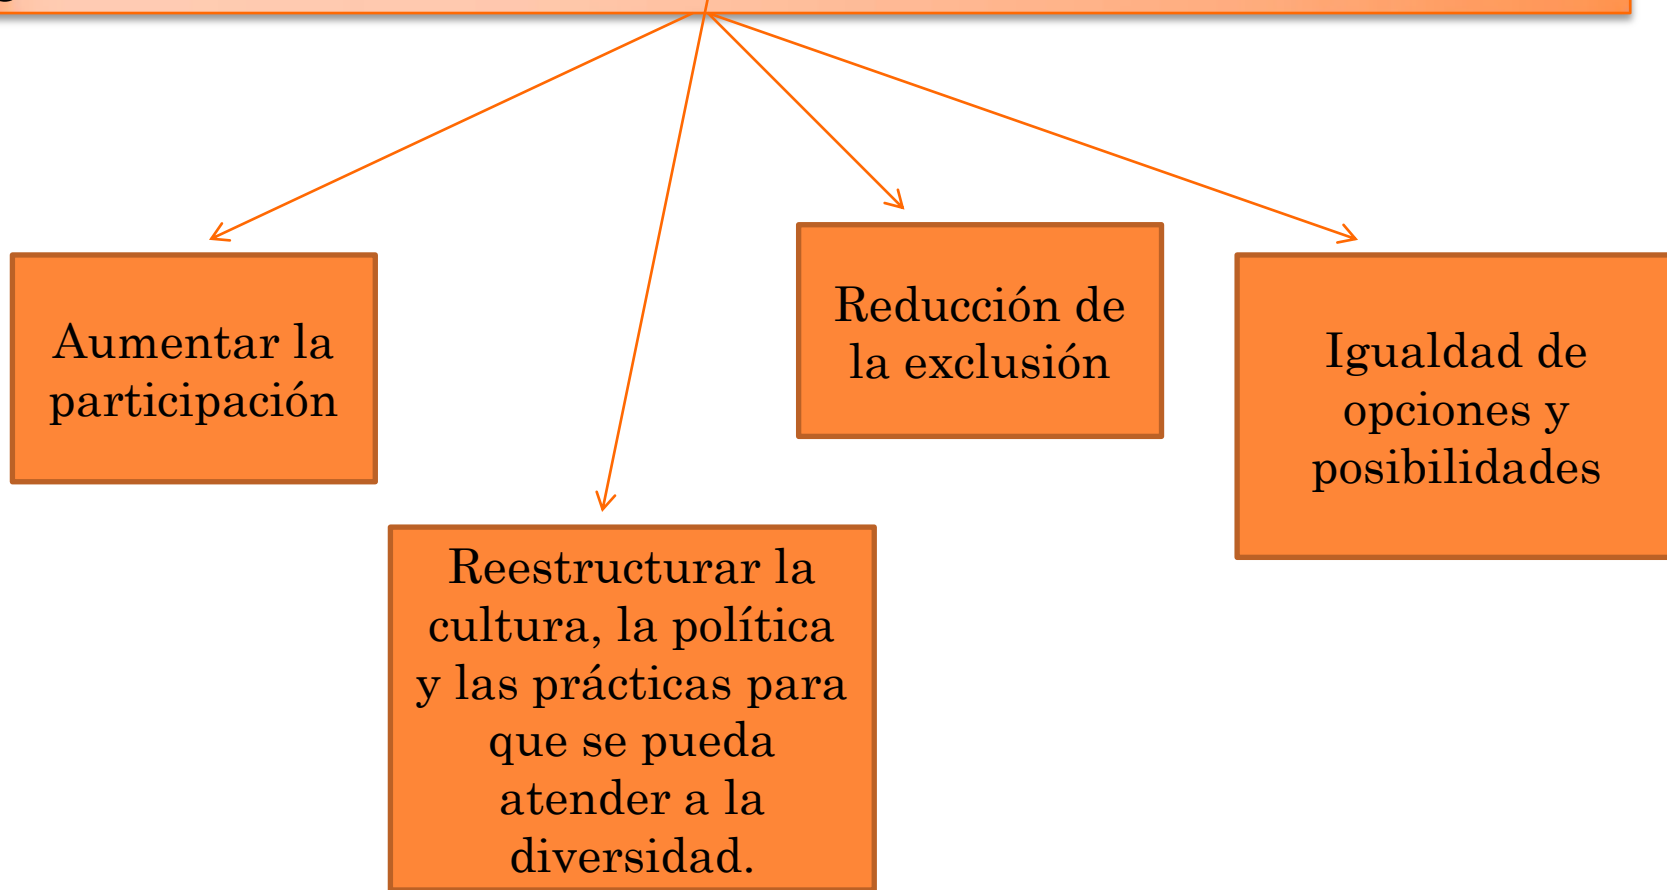 Aumentar la
participación
Reestructurar la
cultura, la política
y las prácticas para
que se pueda
atender a la
diversidad.
Reducción de
la exclusión
Igualdad de
opciones y
posibilidades